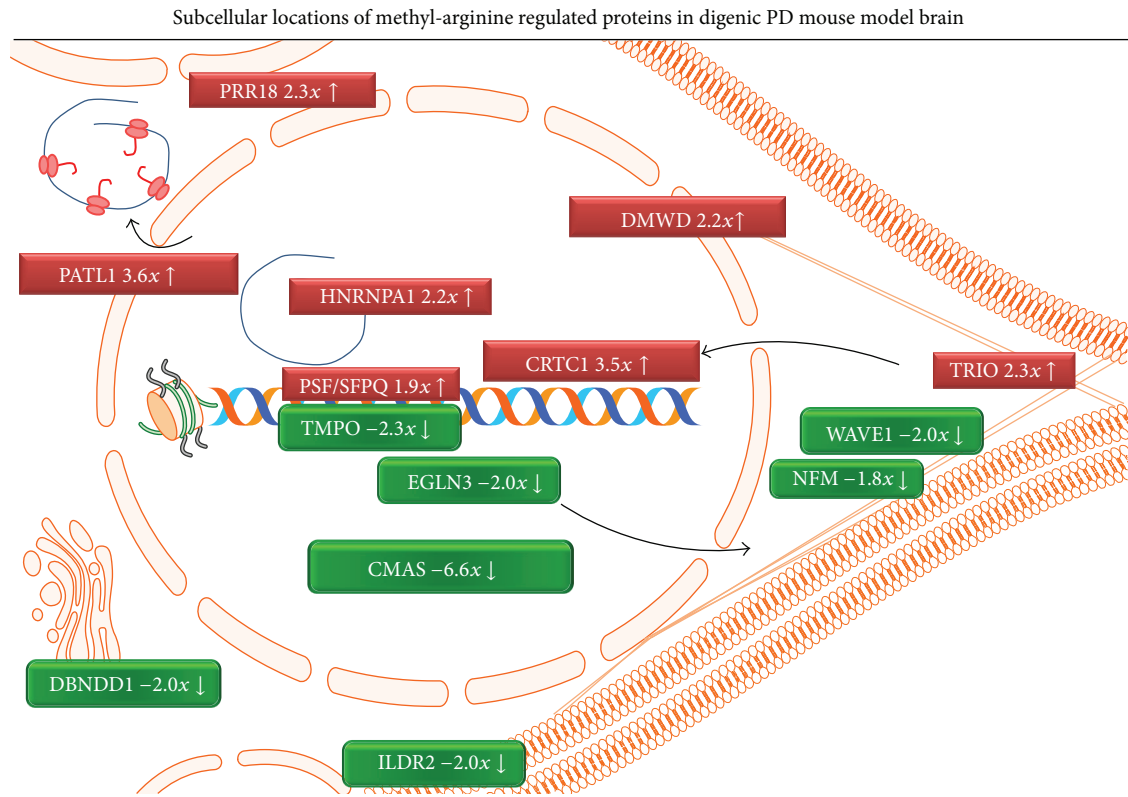 Subcellular locations of methyl-arginine regulated proteins in digenic PD mouse model brain
PRR18 2.3x ↑
DMWD 2.2x ↑
PATL1 3.6x ↑
HNRNPA1 2.2x ↑
CRTC1 3.5x ↑
TRIO 2.3x ↑
PSF/SFPQ 1.9x ↑
TMPO −2.3x ↓
WAVE1 −2.0x ↓
EGLN3 −2.0x ↓
NFM −1.8x ↓
CMAS −6.6x ↓
DBNDD1 −2.0x ↓
ILDR2 −2.0x ↓